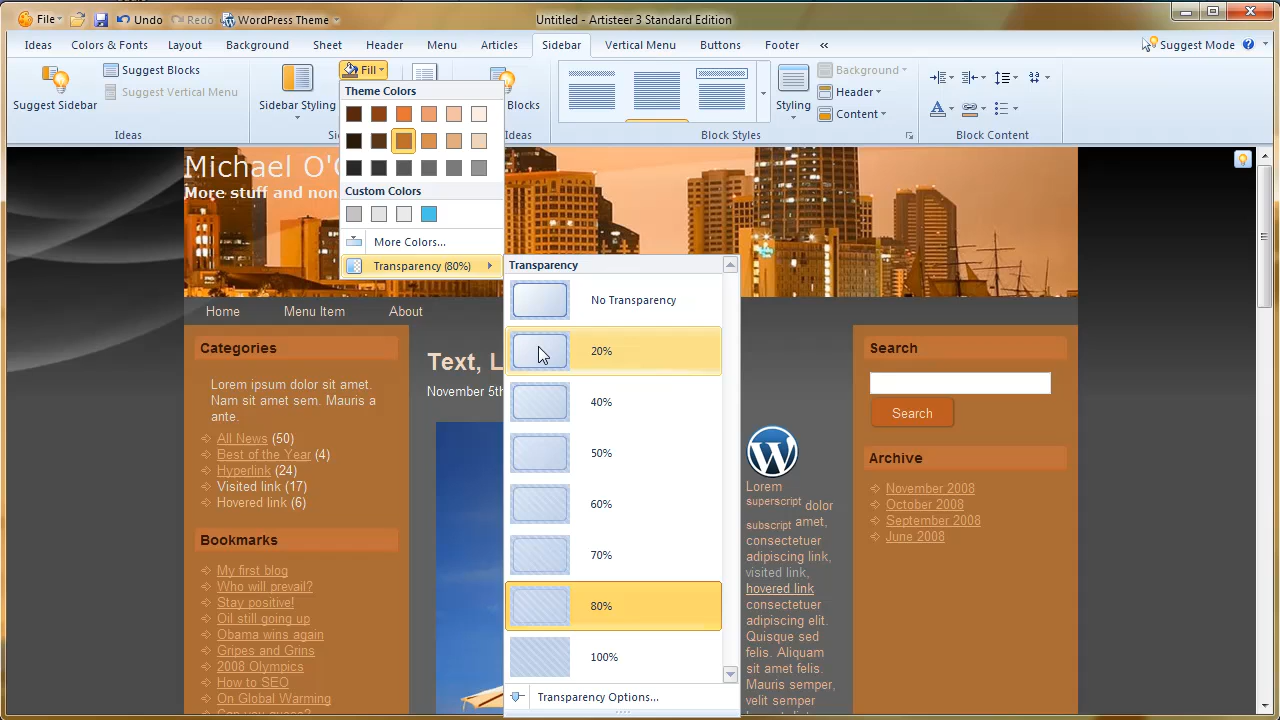 File
Undo
Redo
WordPress Theme
Untitled - Artisteer 3 Standard Edition
Ideas
Colors & Fonts
Layout
Background
Sheet
Header
Menu
Articles
Sidebar
Vertical Menu
Buttons
Footer
Suggest Mode
Suggest Sidebar
Suggest Blocks
Suggest Vertical Menu
Ideas
Sidebar Styling
Fill
Blocks
Ideas
Block Styles
Styling
Background
Header
Content
Block Content
Theme Colors
Custom Colors
More Colors...
Transparency (80%)
Transparency
No Transparency
20%
40%
50%
60%
70%
80%
100%
Transparency Options...
Michael
More stuff and non
Home
Menu Item
About
Categories
Lorem ipsum dolor sit amet.
Nam sit amet sem. Mauris a
ante.
All News (50)
Best of the Year (4)
Hyperlink (24)
Visited link (17)
Hovered link (6)
Bookmarks
My first blog
Who will prevail?
Stay positive!
Oil still going up
Obama wins again
Gripes and Grins
2008 Olympics
How to SEO
On Global Warming
Text, L
November 5th
Lorem
superscript dolor
subscript amet,
consectetuer
adipiscing link,
visited link,
hovered link
consectetuer
adipiscing elit.
Quisque sed
felis. Aliquam
sit amet felis.
Mauris semper,
velit semper
Search
Search
Archive
November 2008
October 2008
September 2008
June 2008